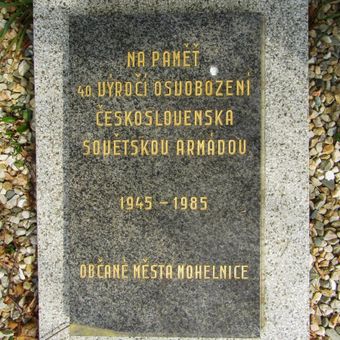 NA PAMĚŤ
40. VÝROČÍ OSVOBOZENÍ
ČESKOSLOVENSKA
SOVĚTSKOU ARMÁDOU
1945 - 1985
OBČANÉ MĚSTA MOHELNICE